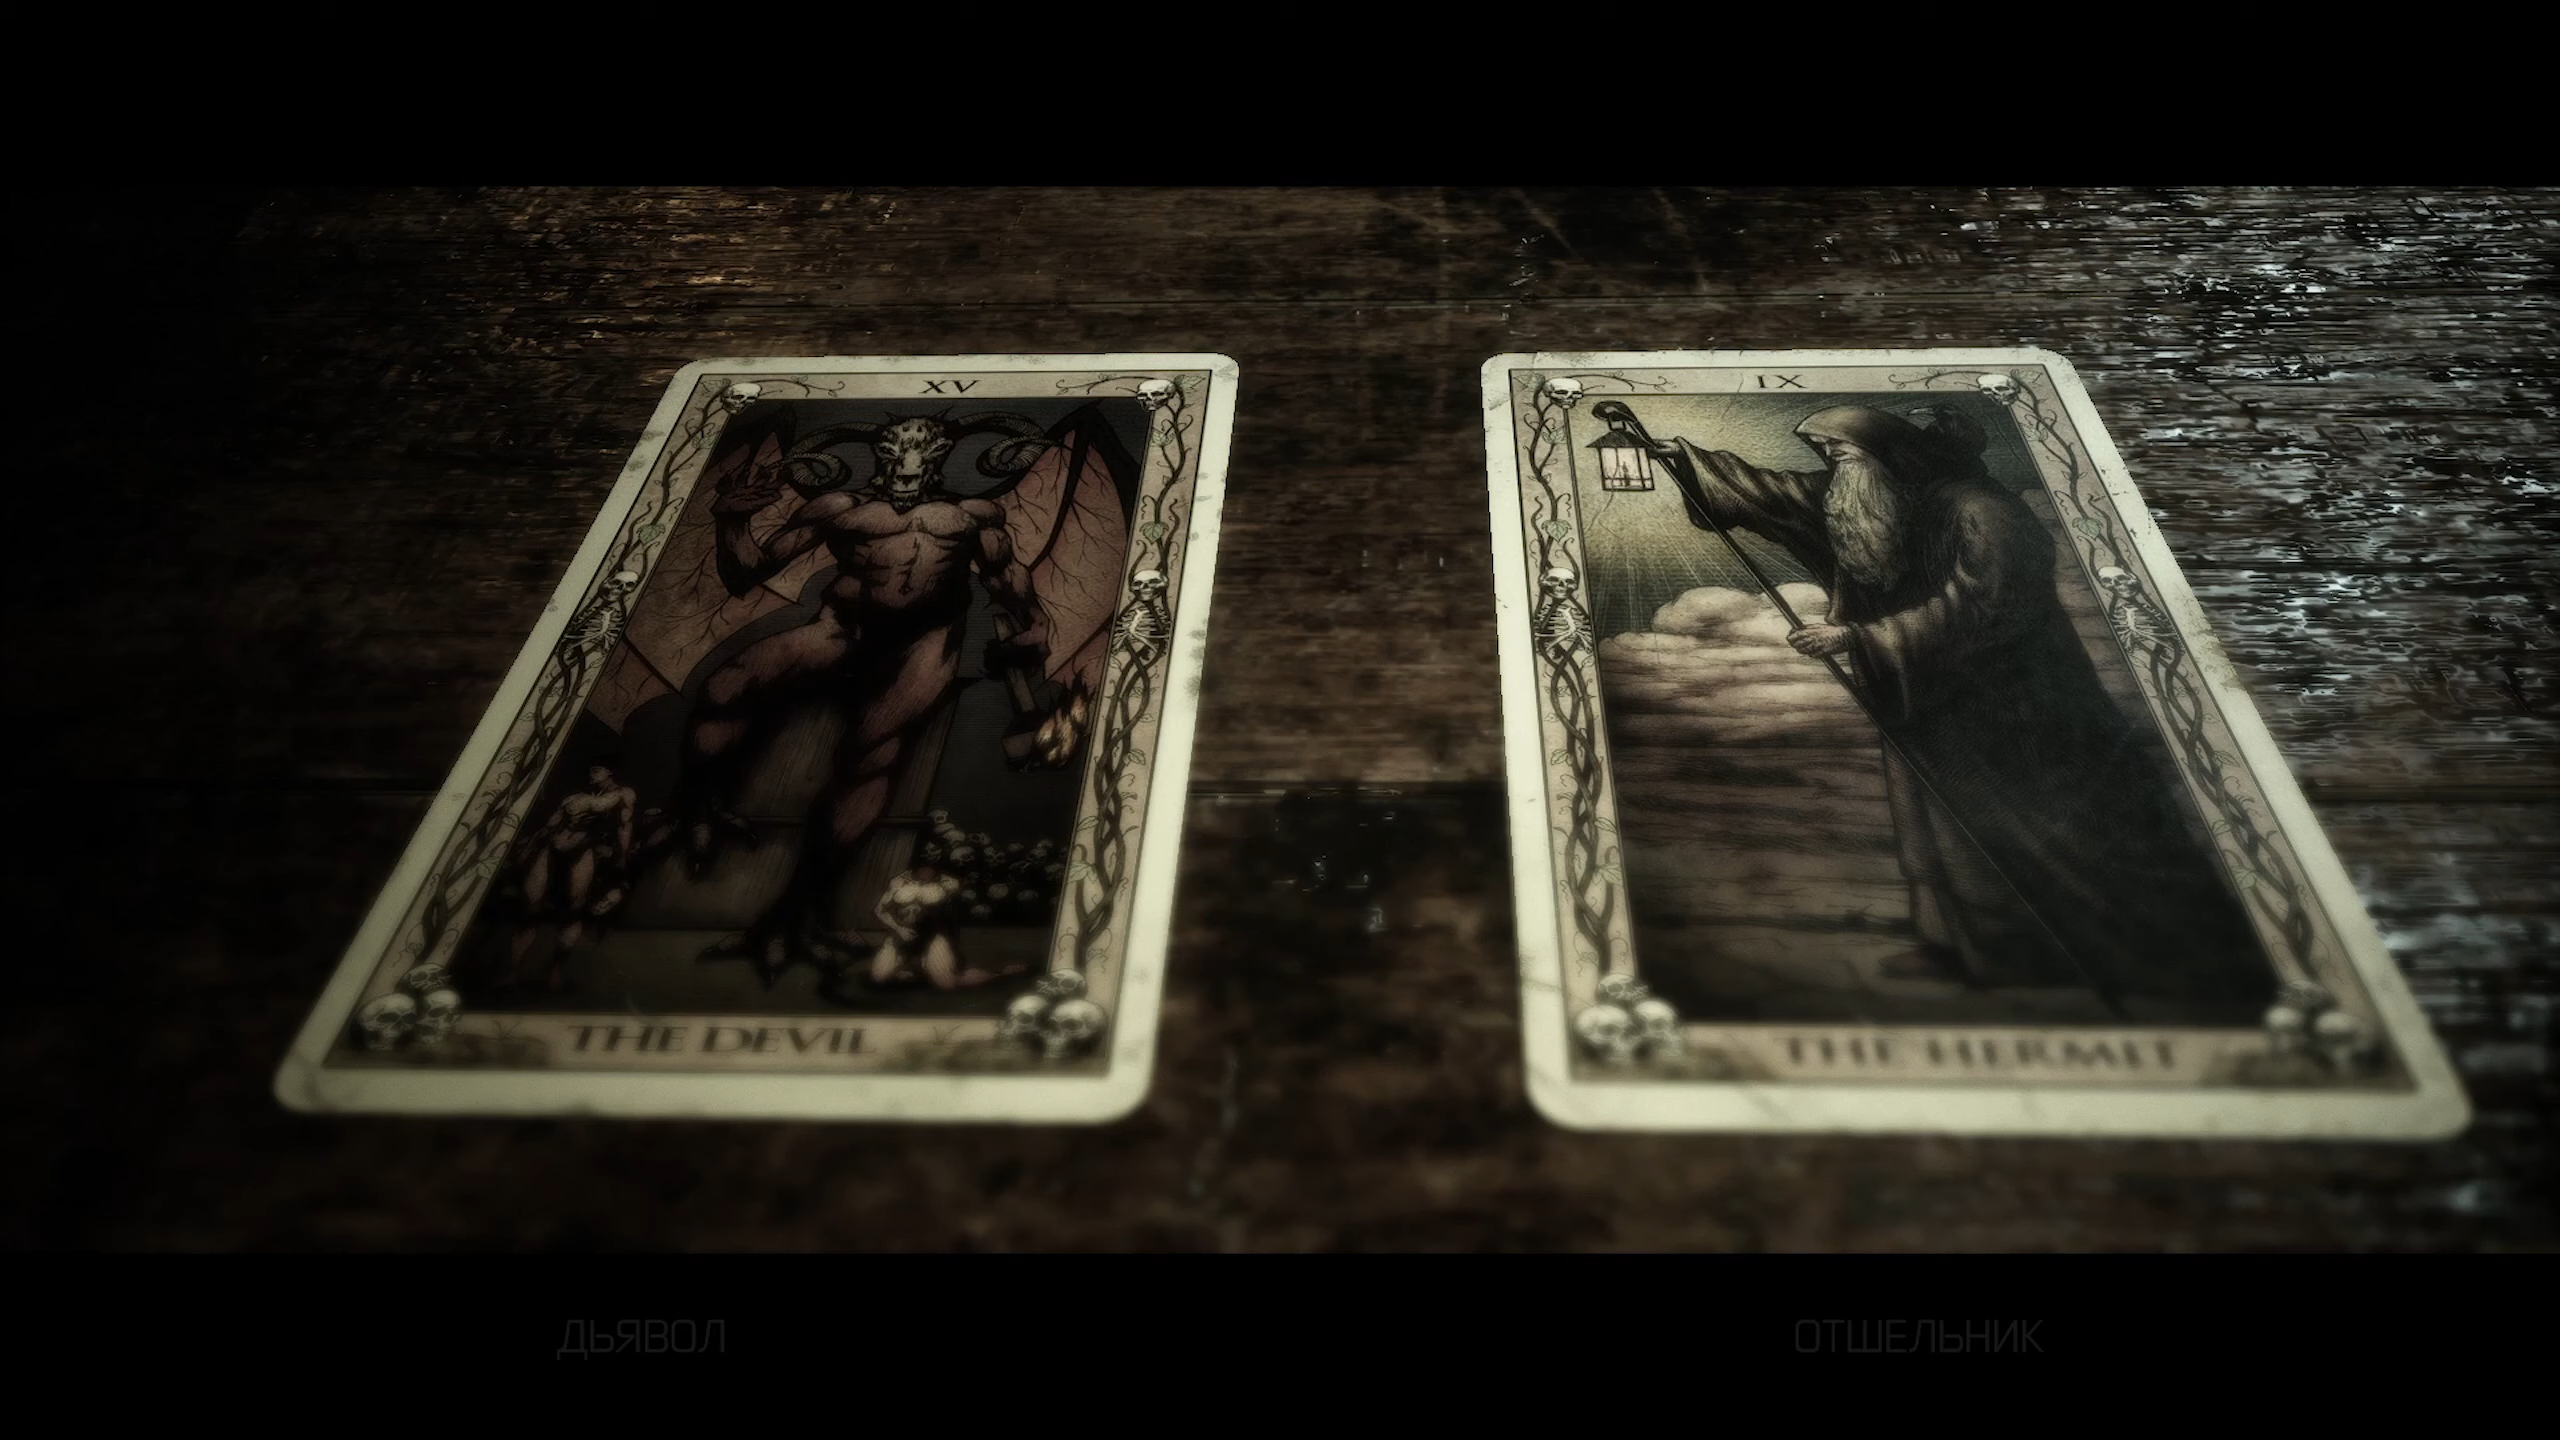 XV
IX
THE DEVIL
THE HERMIT
ДЬЯВОЛ
ОТШЕЛЬНИК